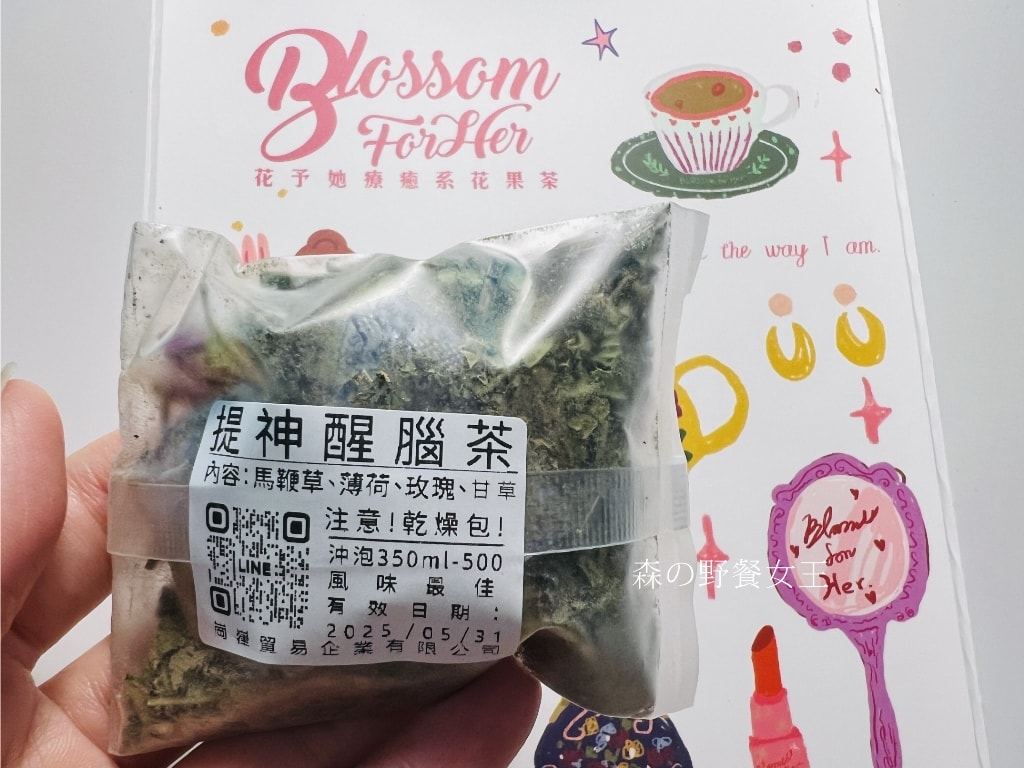 Blossom
ForHer
花予她療癒系花果茶
the way I am.
提神醒腦茶
內容:馬鞭草、薄荷、玫瑰、甘草
注意!乾燥包!
沖泡350ml-500
風味最佳
有效日期:
2025/05/31
LINE
貿易企業有限公司
森の野餐女王
Blooms
for
Her.